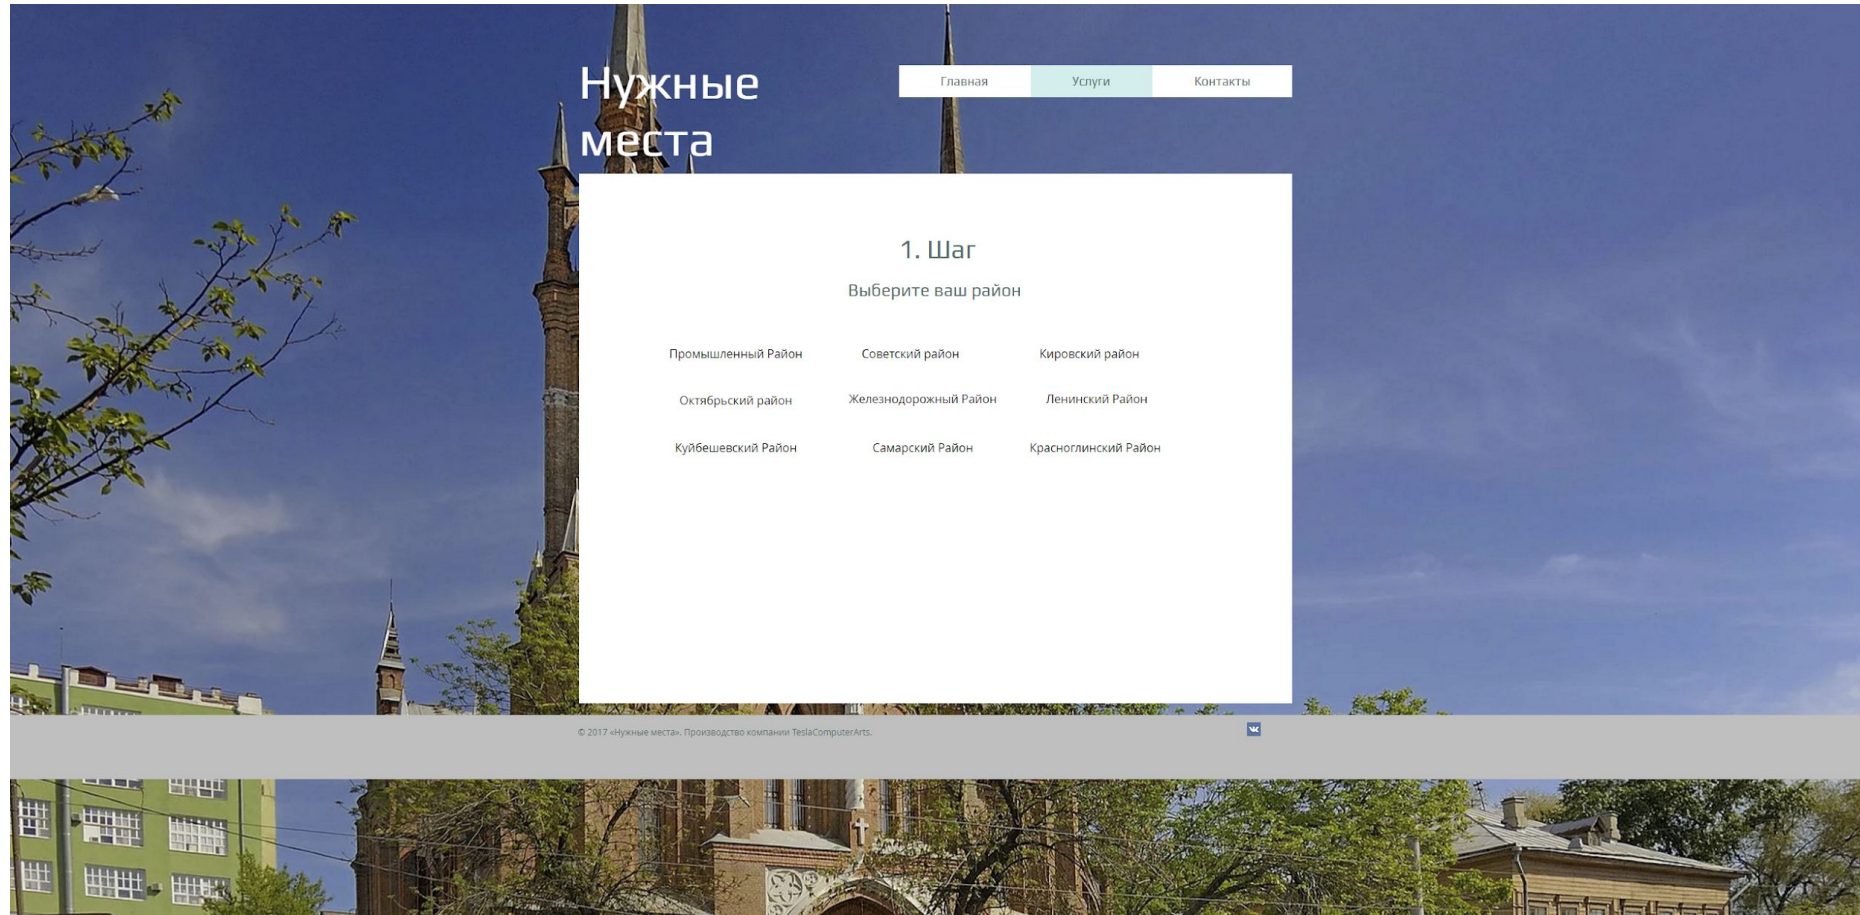 Нужные
места
Главная Услуги Контакты
1. Шаг
Выберите ваш район
Промышленный Район Советский район Кировский район
Октябрьский район Железнодорожный Район Ленинский Район
Куйбешевский Район Самарский Район Красноглинский Район
© 2017 «Нужные места». Производство компании TeslaComputerArts.